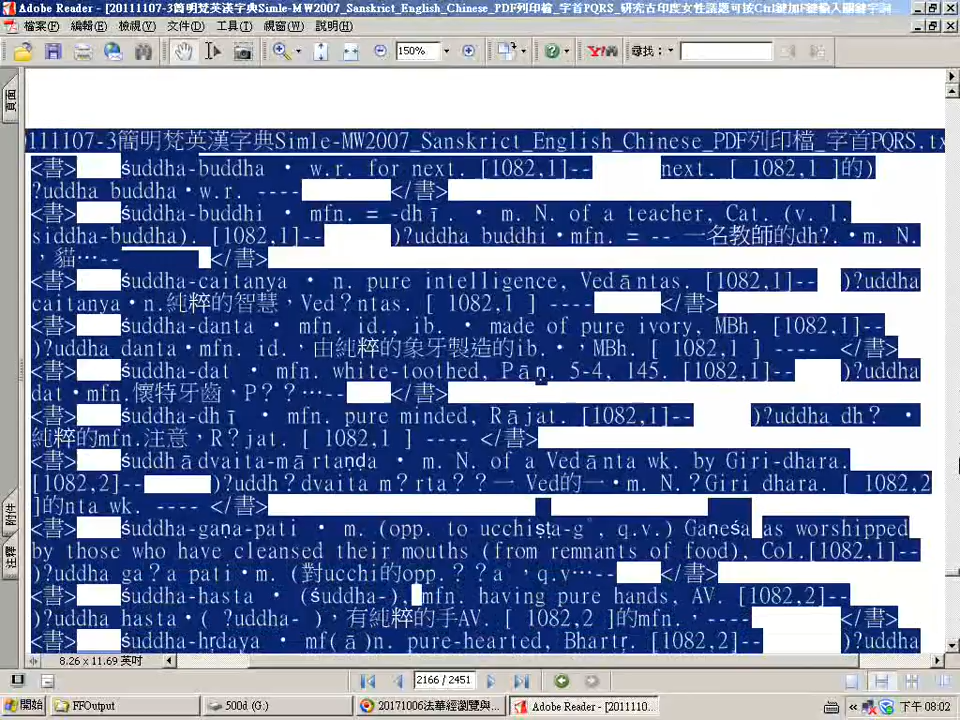 Adobe Reader - [20111107-3簡明梵英漢字典Simle-MW2007_Sanskrict_English_Chinese_PDF列印檔_字首PQRS_研究古印度女性議題可按Ctrl鍵加F鍵輸入關鍵字詞
檔案(F) 編輯(E) 檢視(V) 文件(D) 工具(T) 視窗(W) 說明(H)
150% 尋找：
頁面
111107-3簡明梵英漢字典Simle-MW2007_Sanskrict_English_Chinese_PDF列印檔_字首PQRS.tx
<書> śuddha-buddha • w.r. for next. [1082,1]-- next. [ 1082,1 ]的)
?uddha buddha•w.r. ---- </書>
<書> śuddha-buddhi • mfn. = -dhī. • m. N. of a teacher, Cat. (v. l.
siddha-buddha). [1082,1]-- )?uddha buddhi•mfn. = -- 一名教師的dh?.•m. N.
，貓…-- </書>
<書> śuddha-caitanya • n. pure intelligence, Vedāntas. [1082,1]-- )?uddha
caitanya•n.純粹的智慧，Ved？ntas. [ 1082,1 ] ---- </書>
<書> śuddha-danta • mfn. id., ib. • made of pure ivory, MBh. [1082,1]--
)?uddha danta•mfn. id.，由純粹的象牙製造的ib. •，MBh. [ 1082,1 ] ---- </書>
<書> śuddha-dat • mfn. white-toothed, Pāṇ. 5-4, 145. [1082,1]-- )?uddha
dat•mfn.懷特牙齒，P？？…-- </書>
<書> śuddha-dhī • mfn. pure minded, Rājat. [1082,1]-- )?uddha dh？ •
純粹的mfn.注意，R？jat. [ 1082,1 ] ---- </書>
<書> śuddhādvaita-mārtaṇḍa • m. N. of a Vedānta wk. by Giri-dhara.
[1082,2]-- )?uddh？dvaita m？rta？？一 Ved的一•m. N.？Giri dhara. [ 1082,2
]的nta wk. ---- </書>
<書> śuddha-gaṇa-pati • m. (opp. to ucchiṣṭa-g°, q.v.) Gaṇeśa as worshipped
by those who have cleansed their mouths (from remnants of food), Col.[1082,1]--
)?uddha ga？a pati•m. (對ucchi的opp.？？a°，q.v…-- </書>
<書> śuddha-hasta • (śuddha-), mfn. having pure hands, AV. [1082,2]--
)?uddha hasta•( ?uddha- )，有純粹的手AV. [ 1082,2 ]的mfn.，---- </書>
<書> śuddha-hṛdaya • mf(ā)n. pure-hearted, Bhartṛ. [1082,2]-- )?uddha
附件
注釋
8.26 x 11.69 英吋
2166 / 2451
開始 FFOutput 500d (G:) 20171006法華經瀏覽與... Adobe Reader - [2011110... 下午 08:02